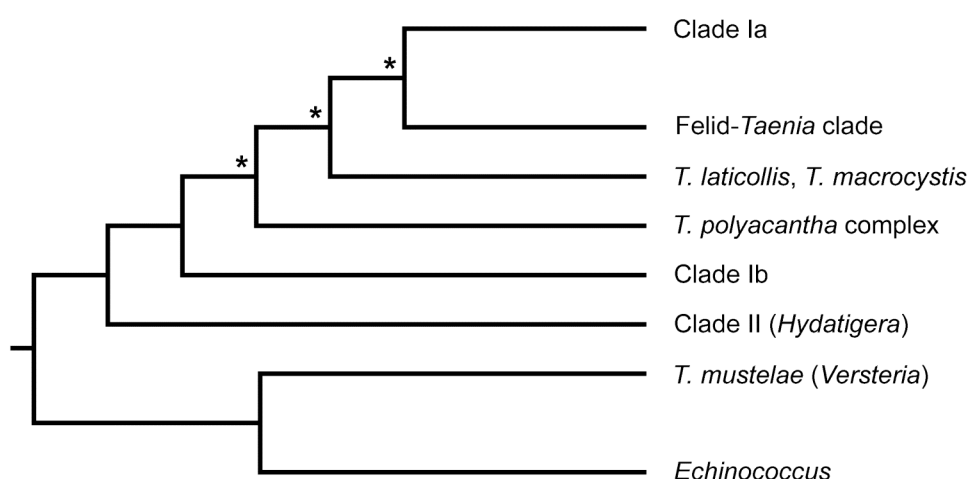 Clade Ia
*
*
Felid-Taenia clade
*
T. laticollis, T. macrocystis
T. polyacantha complex
Clade Ib
Clade II (Hydatigera)
T. mustelae (Versteria)
Echinococcus